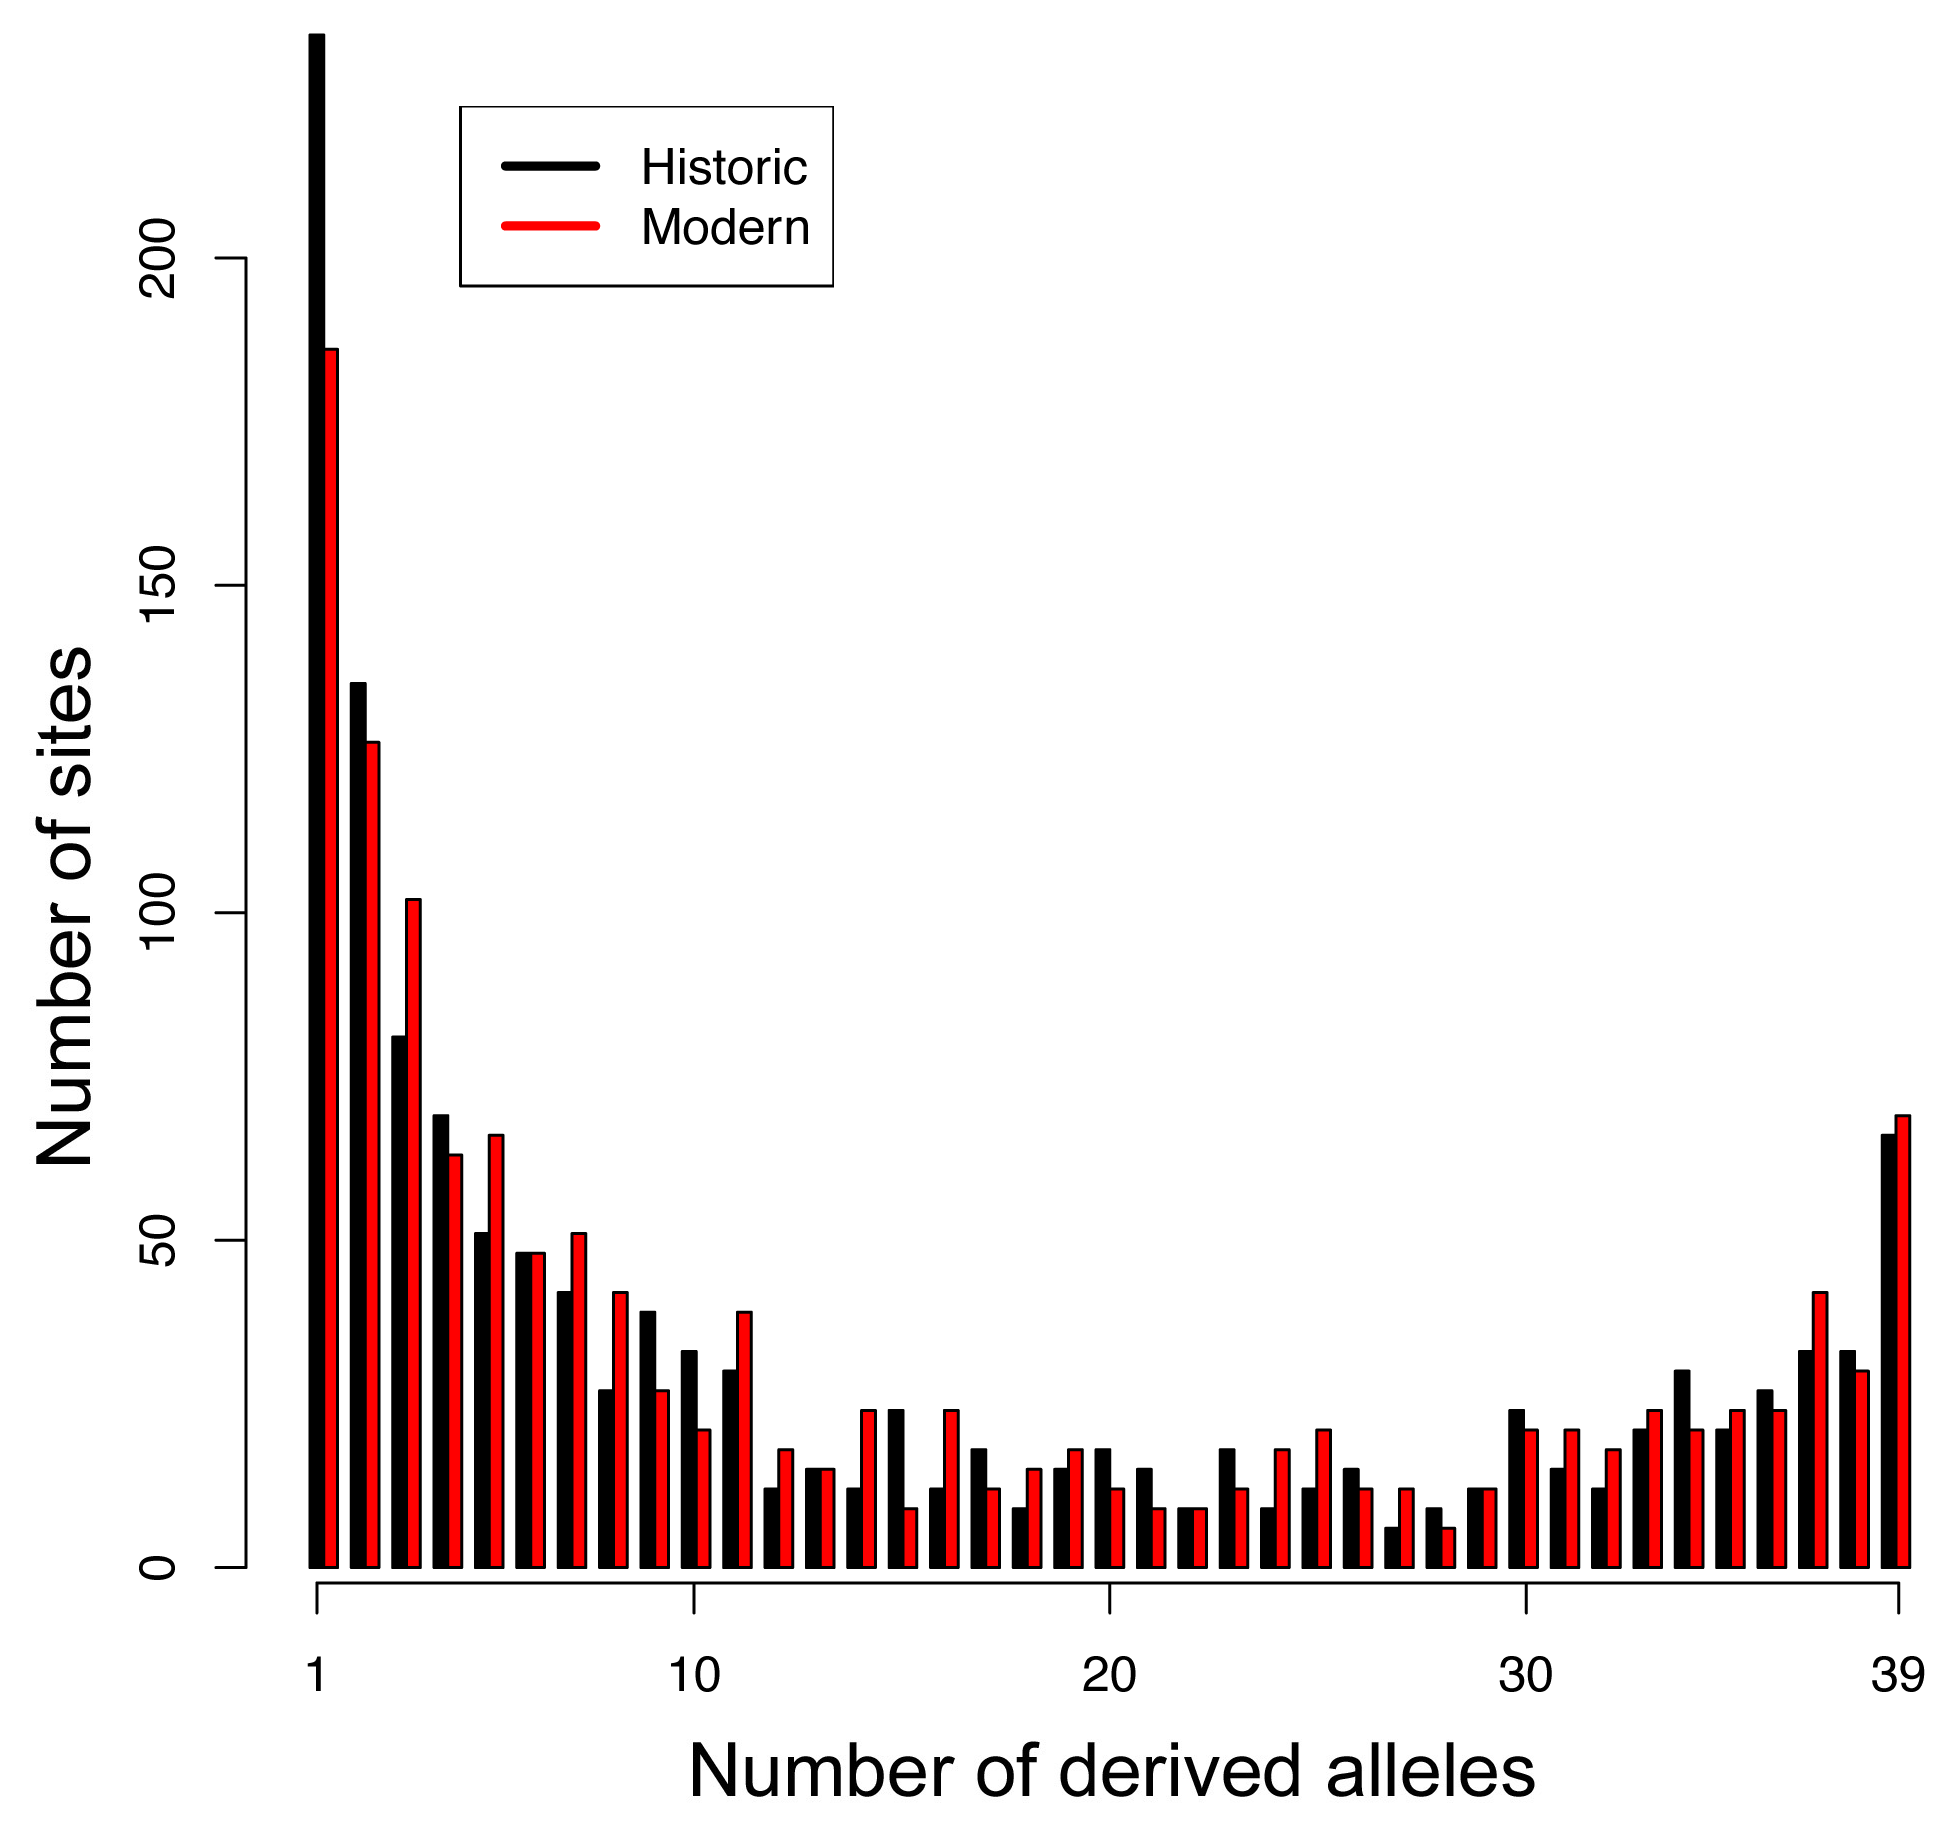 Historic
Modern
Number of sites
200
150
100
50
0
1 10 20 30 39
Number of derived alleles